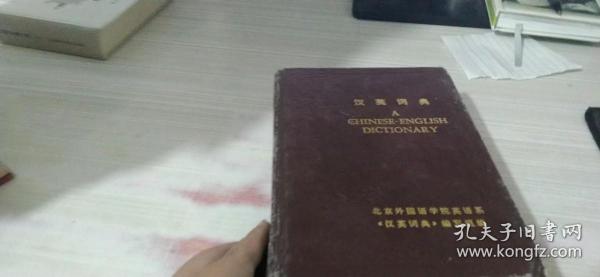 汉英词典
A
CHINESE-ENGLISH
DICTIONARY
北京外国语学院英语系
《汉英词典》编写组编
孔夫子旧书网
www.kongfz.com